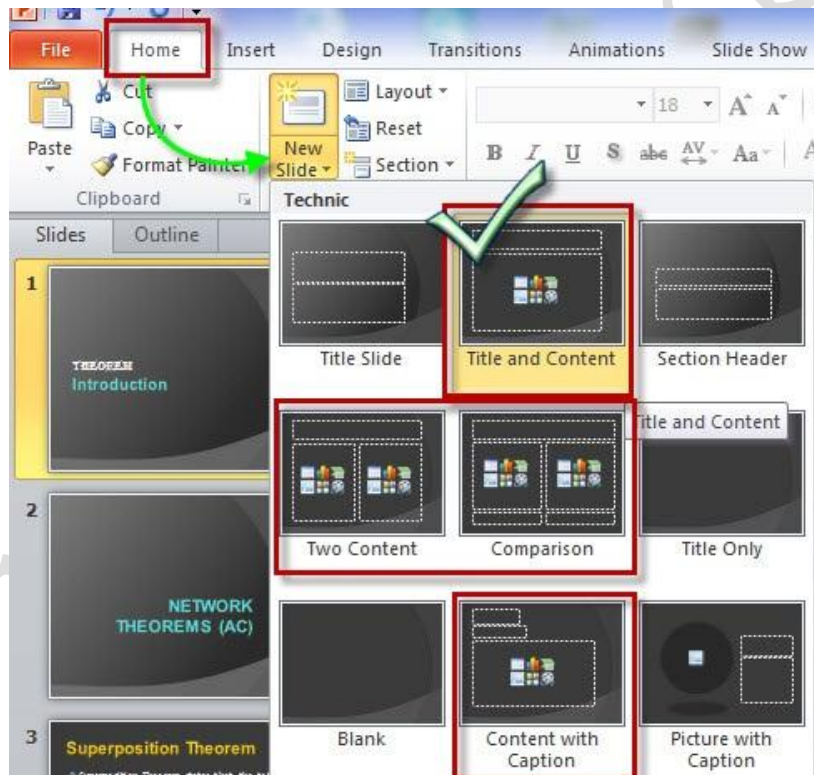 File Home Insert Design Transitions Animations Slide Show
Cut
Copy
Format Painter
Paste
Clipboard
New
Slide
Layout
Reset
Section
18 A A
B I U S abc AV Aa A
Slides Outline
Technic
Title Slide Title and Content Section Header
Title and Content
Two Content Comparison Title Only
Blank Content with
Caption Picture with
Caption
1
THEOREM
Introduction
2
NETWORK
THEOREMS (AC)
3
Superposition Theorem